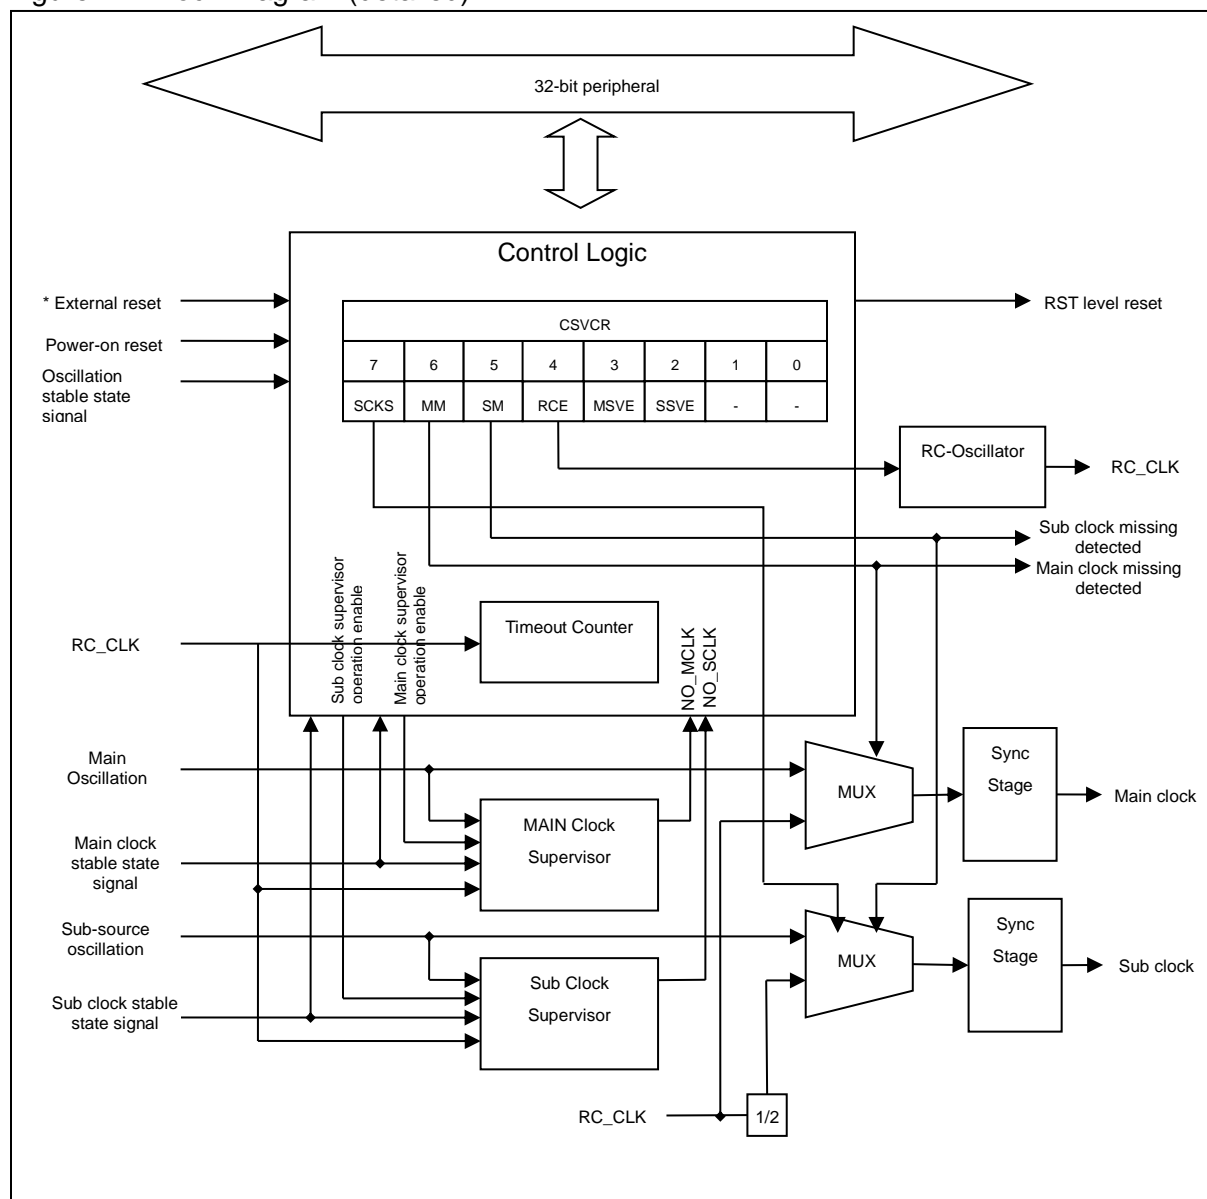 32-bit peripheral
Control Logic
* External reset
Power-on reset
Oscillation
stable state
signal
CSVCR
7 6 5 4 3 2 1 0
SCKS MM SM RCE MSVE SSVE - -
RST level reset
RC-Oscillator
RC_CLK
Sub clock missing
detected
Main clock missing
detected
Sub clock supervisor
operation enable
Main clock supervisor
operation enable
Timeout Counter
NO_MCLK
NO_SCLK
RC_CLK
Main
Oscillation
MAIN Clock
Supervisor
MUX
Sync
Stage
Main clock
Main clock
stable state
signal
Sub-source
oscillation
Sub Clock
Supervisor
MUX
Sync
Stage
Sub clock
Sub clock stable
state signal
RC_CLK
1/2